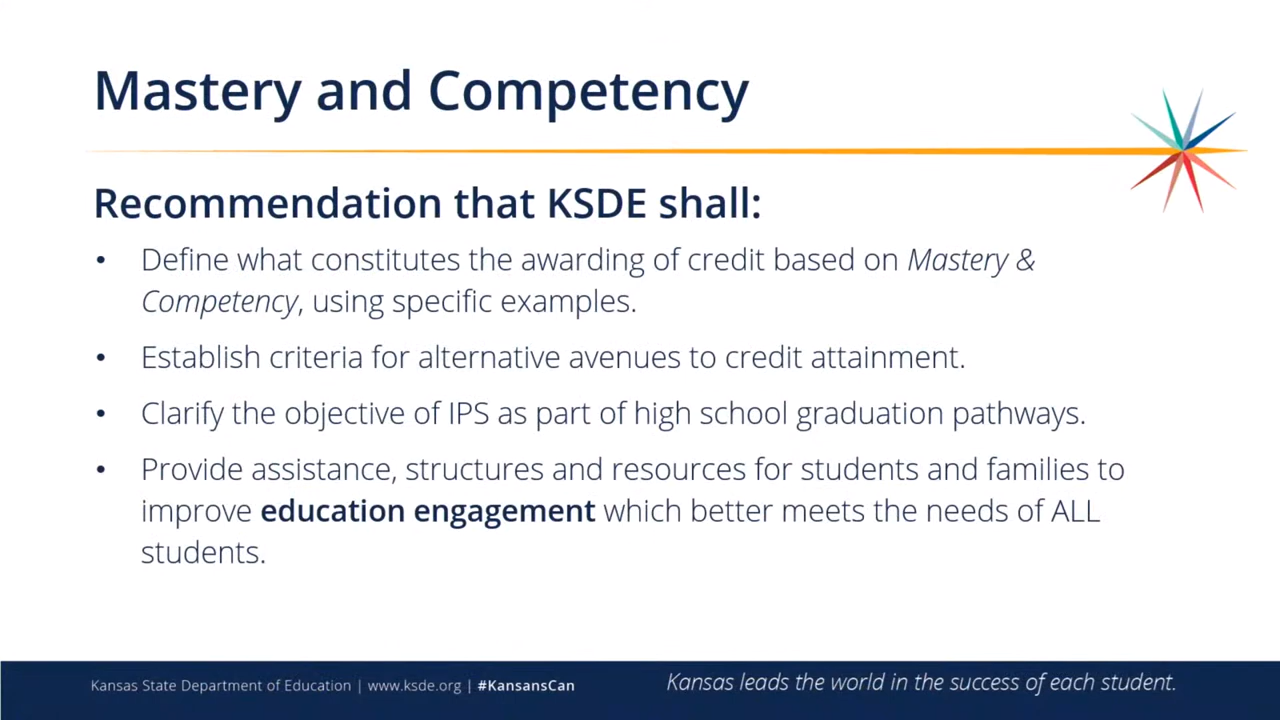 Mastery and Competency
Recommendation that KSDE shall:
• Define what constitutes the awarding of credit based on Mastery &
Competency, using specific examples.
• Establish criteria for alternative avenues to credit attainment.
• Clarify the objective of IPS as part of high school graduation pathways.
• Provide assistance, structures and resources for students and families to
improve education engagement which better meets the needs of ALL
students.
Kansas State Department of Education | www.ksde.org | #KansansCan
Kansas leads the world in the success of each student.